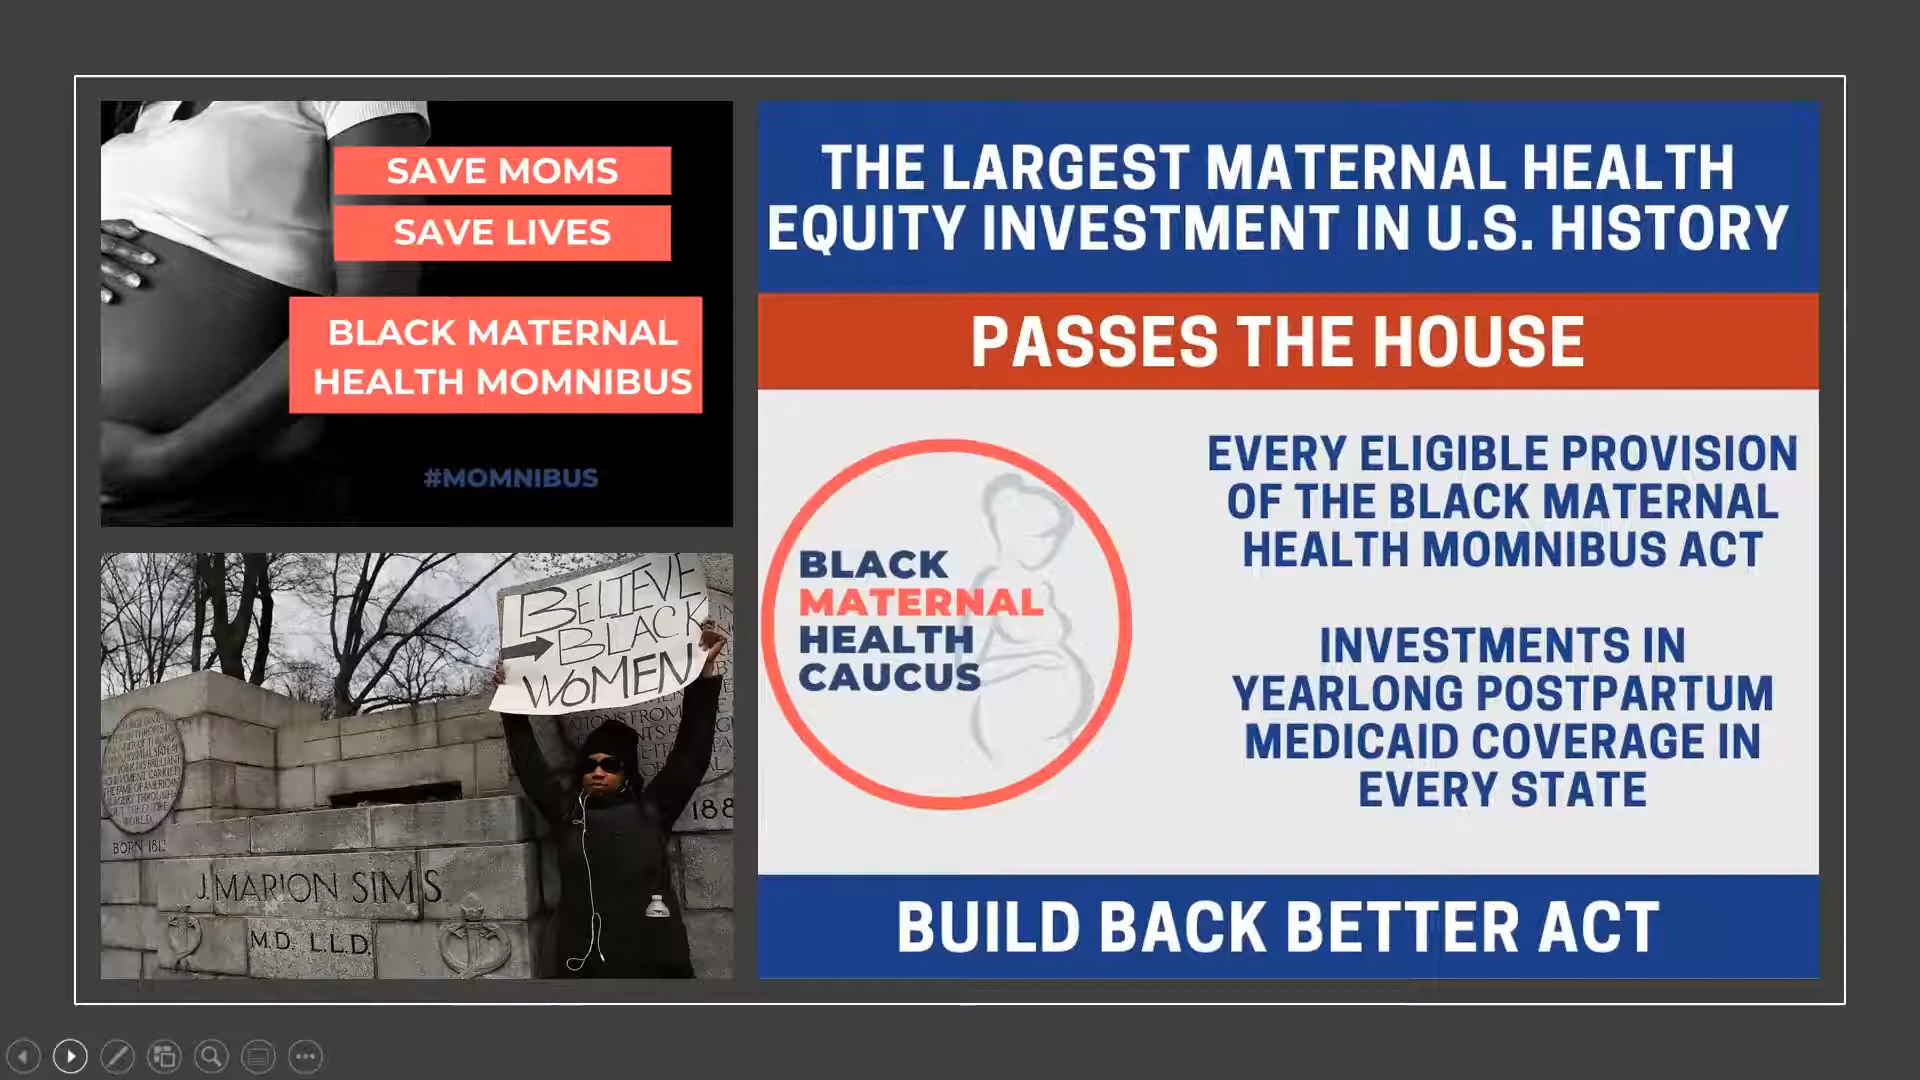 SAVE MOMS
SAVE LIVES
BLACK MATERNAL
HEALTH MOMNIBUS
#MOMNIBUS
BELIEVE
BLACK
WOMEN
BORN 181
J. MARION SIMS
M.D. L.L.D.
188
THE LARGEST MATERNAL HEALTH
EQUITY INVESTMENT IN U.S. HISTORY
PASSES THE HOUSE
BLACK
MATERNAL
HEALTH
CAUCUS
EVERY ELIGIBLE PROVISION
OF THE BLACK MATERNAL
HEALTH MOMNIBUS ACT
INVESTMENTS IN
YEARLONG POSTPARTUM
MEDICAID COVERAGE IN
EVERY STATE
BUILD BACK BETTER ACT